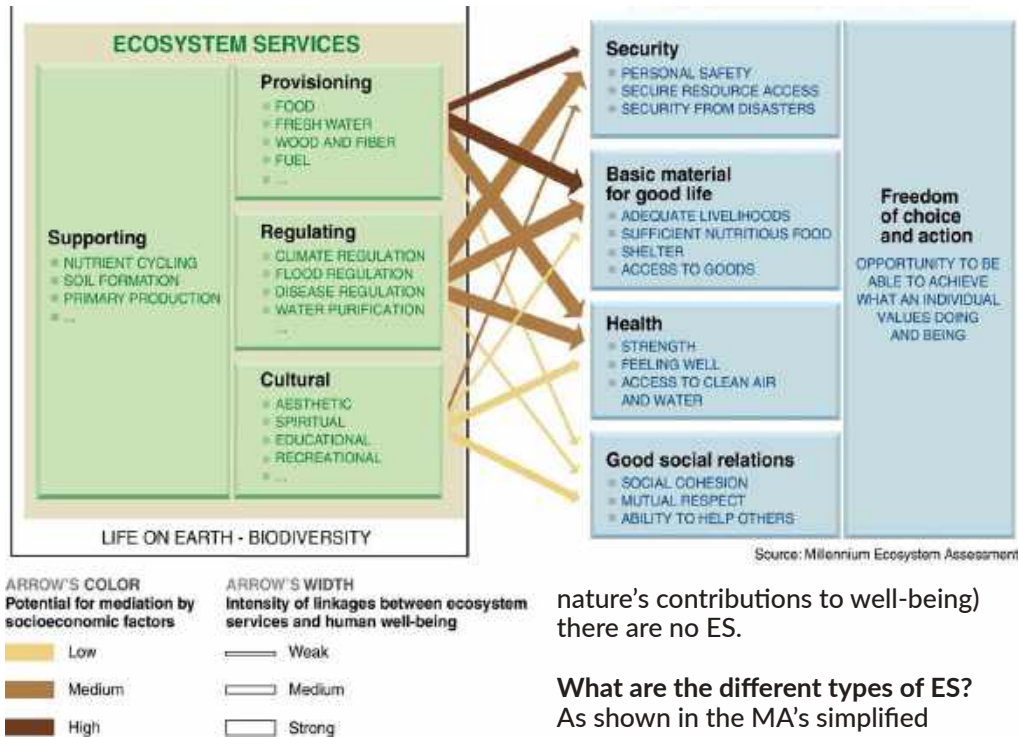 ECOSYSTEM SERVICES
Supporting
NUTRIENT CYCLING
SOIL FORMATION
PRIMARY PRODUCTION
...
Provisioning
FOOD
FRESH WATER
WOOD AND FIBER
FUEL
...
Regulating
CLIMATE REGULATION
FLOOD REGULATION
DISEASE REGULATION
WATER PURIFICATION
...
Cultural
AESTHETIC
SPIRITUAL
EDUCATIONAL
RECREATIONAL
...
LIFE ON EARTH - BIODIVERSITY
Security
PERSONAL SAFETY
SECURE RESOURCE ACCESS
SECURITY FROM DISASTERS
Basic material
for good life
ADEQUATE LIVELIHOODS
SUFFICIENT NUTRITIOUS FOOD
SHELTER
ACCESS TO GOODS
Health
STRENGTH
FEELING WELL
ACCESS TO CLEAN AIR
AND WATER
Good social relations
SOCIAL COHESION
MUTUAL RESPECT
ABILITY TO HELP OTHERS
Freedom
of choice
and action
OPPORTUNITY TO BE
ABLE TO ACHIEVE
WHAT AN INDIVIDUAL
VALUES DOING
AND BEING
Source: Millennium Ecosystem Assessment
ARROW'S COLOR
Potential for mediation by
socioeconomic factors
Low
Medium
High
ARROW'S WIDTH
Intensity of linkages between ecosystem
services and human well-being
Weak
Medium
Strong
nature's contributions to well-being)
there are no ES.
What are the different types of ES?
As shown in the MA's simplified